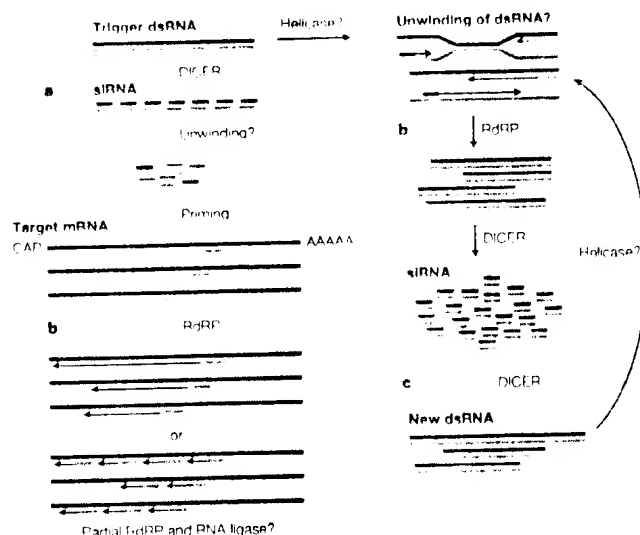 Trigger dsRNA
Helicase?
Unwinding of dsRNA?
DICER
a
siRNA
Unwinding?
Priming
Target mRNA
CAP
AAAAA
b
RdRP
or
Partial RdRP and RNA ligase?
b
RdRP
DICER
siRNA
Helicase?
c
DICER
New dsRNA